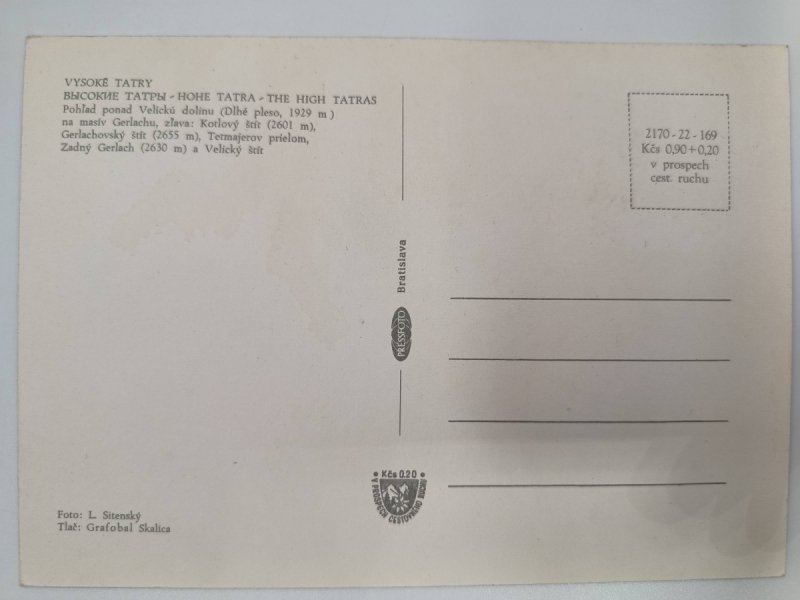 VYSOKÉ TATRY
ВЫСОКИЕ ТАТРЫ - HOHE TATRA - THE HIGH TATRAS
Pohľad ponad Velickú dolinu (Dlhé pleso, 1929 m)
na masív Gerlachu, zľava: Kotlový štít (2601 m),
Gerlachovský štít (2655 m), Tetmajerov prielom,
Zadný Gerlach (2630 m) a Velický štít
Foto: L. Sitenský
Tlač: Grafobal Skalica
PRESSFOTO Bratislava
Kčs 0.20
V PROSPECH CESTOVNÉHO RUCHU
2170 - 22 - 169
Kčs 0,90+0,20
v prospech
cest. ruchu